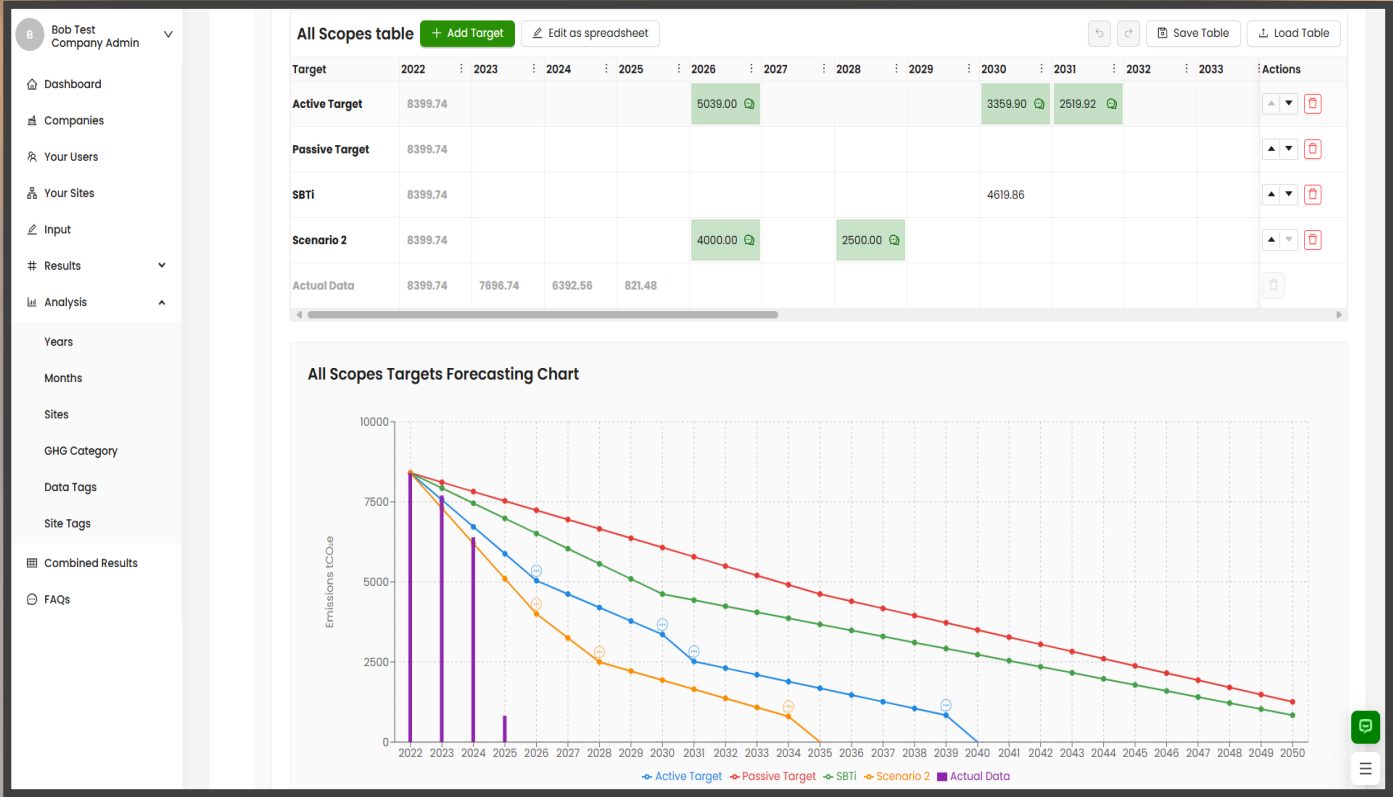 B
Bob Test
Company Admin
Dashboard
Companies
Your Users
Your Sites
Input
Results
Analysis
Years
Months
Sites
GHG Category
Data Tags
Site Tags
Combined Results
FAQs
All Scopes table
Add Target
Edit as spreadsheet
Save Table
Load Table
Target 2022 2023 2024 2025 2026 2027 2028 2029 2030 2031 2032 2033 Actions
Active Target 8399.74 5039.00 3359.90 2519.92
Passive Target 8399.74
SBTi 8399.74 4619.86
Scenario 2 8399.74 4000.00 2500.00
Actual Data 8399.74 7696.74 6392.56 821.48
All Scopes Targets Forecasting Chart
Emissions tCO₂e
10000
7500
5000
2500
0
2022 2023 2024 2025 2026 2027 2028 2029 2030 2031 2032 2033 2034 2035 2036 2037 2038 2039 2040 2041 2042 2043 2044 2045 2046 2047 2048 2049 2050
Active Target Passive Target SBTi Scenario 2 Actual Data